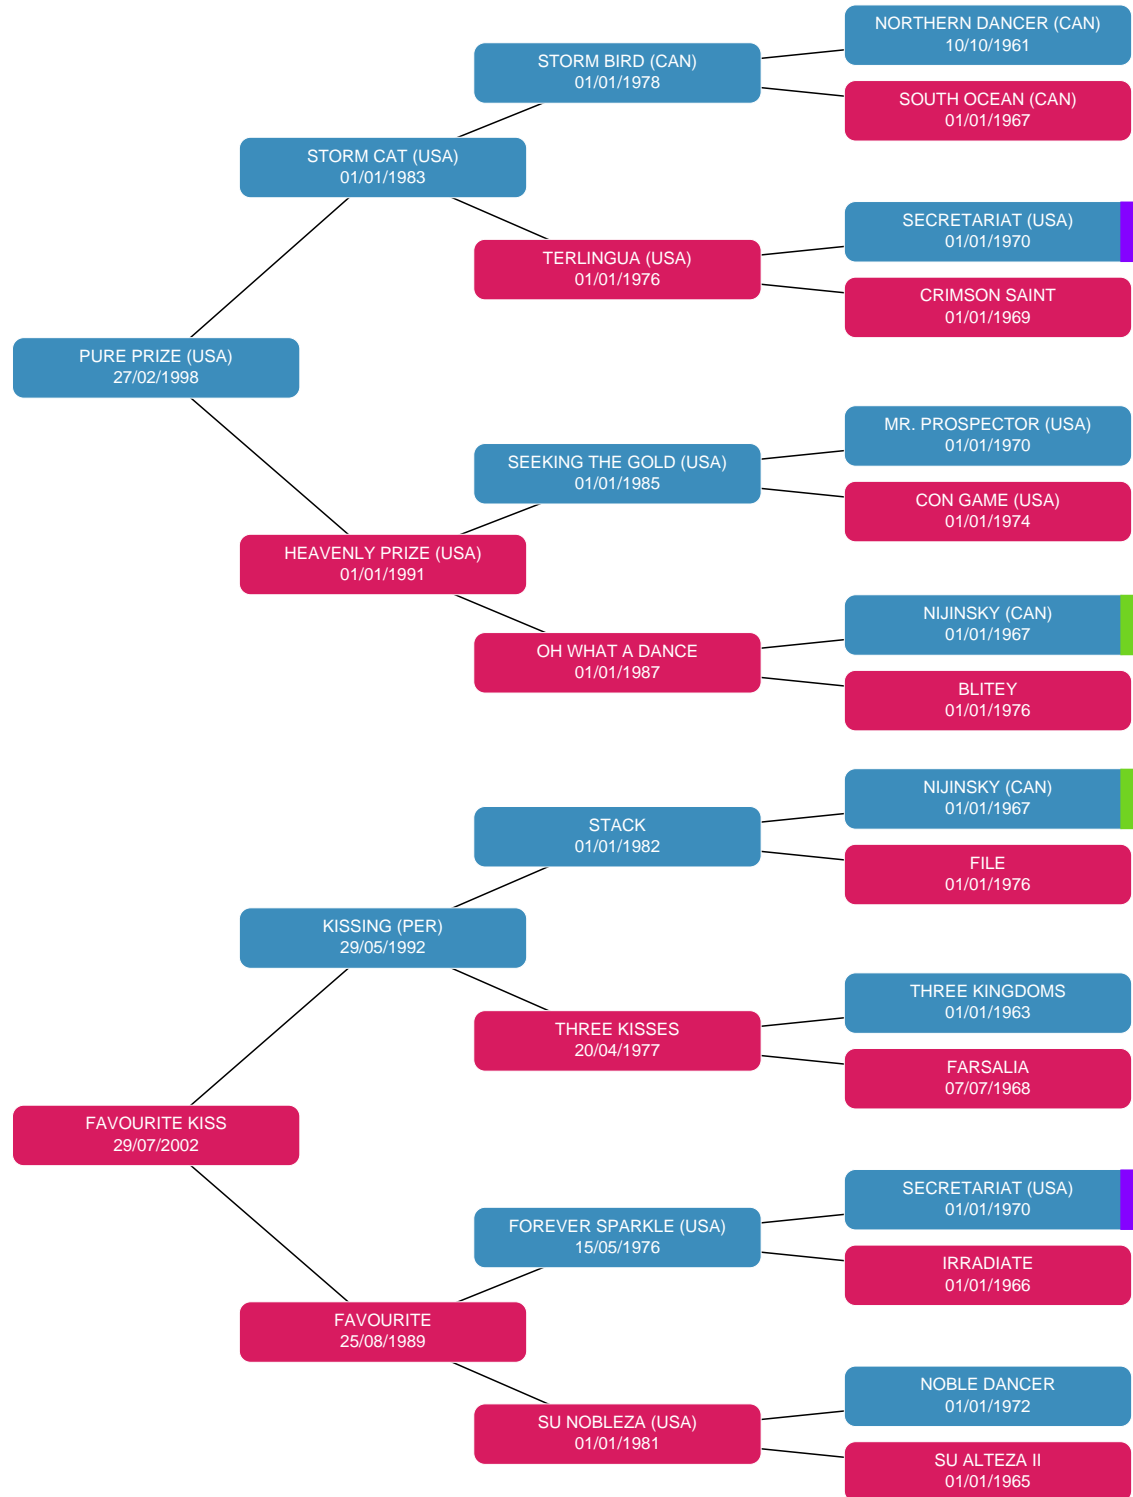 NORTHERN DANCER (CAN)
10/10/1961
STORM BIRD (CAN)
01/01/1978
SOUTH OCEAN (CAN)
01/01/1967
STORM CAT (USA)
01/01/1983
SECRETARIAT (USA)
01/01/1970
TERLINGUA (USA)
01/01/1976
CRIMSON SAINT
01/01/1969
PURE PRIZE (USA)
27/02/1998
MR. PROSPECTOR (USA)
01/01/1970
SEEKING THE GOLD (USA)
01/01/1985
CON GAME (USA)
01/01/1974
HEAVENLY PRIZE (USA)
01/01/1991
NIJINSKY (CAN)
01/01/1967
OH WHAT A DANCE
01/01/1987
BLITEY
01/01/1976
NIJINSKY (CAN)
01/01/1967
STACK
01/01/1982
FILE
01/01/1976
KISSING (PER)
29/05/1992
THREE KINGDOMS
01/01/1963
THREE KISSES
20/04/1977
FARSALIA
07/07/1968
FAVOURITE KISS
29/07/2002
SECRETARIAT (USA)
01/01/1970
FOREVER SPARKLE (USA)
15/05/1976
IRRADIATE
01/01/1966
FAVOURITE
25/08/1989
NOBLE DANCER
01/01/1972
SU NOBLEZA (USA)
01/01/1981
SU ALTEZA II
01/01/1965